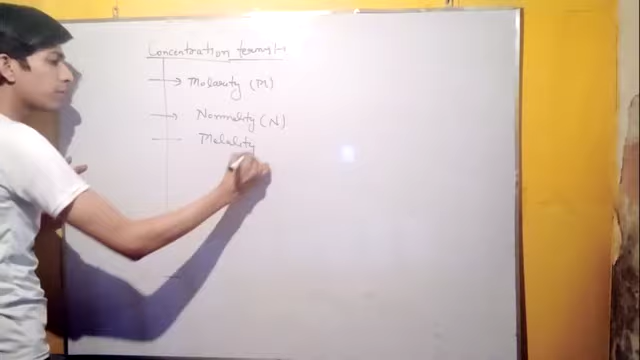 Concentration terms:-
→ Molarity (M)
→ Normality (N)
— Molality